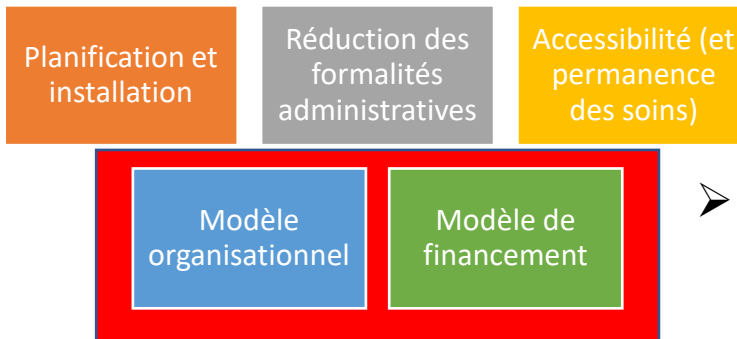 Planification et
installation
Réduction des
formalités
administratives
Accessibilité (et
permanence
des soins)
Modèle
organisationnel
Modèle de
financement